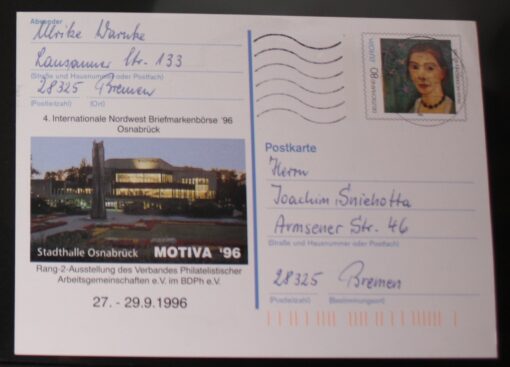 Absender
Ulrike Warnke
Lausanner Str. 133
(Straße und Hausnummer oder Postfach)
28325 Bremen
(Postleitzahl) (Ort)
4. Internationale Nordwest Briefmarkenbörse '96
Osnabrück
Stadthalle Osnabrück MOTIVA '96
Rang-2-Ausstellung des Verbandes Philatelistischer
Arbeitsgemeinschaften e.V. im BDPh e.V.
27. - 29.9.1996
80
Postkarte
Herrn
Joachim Sniehotta
Armsener Str. 46
(Straße und Hausnummer oder Postfach)
28325 Bremen
(Postleitzahl) (Bestimmungsort)